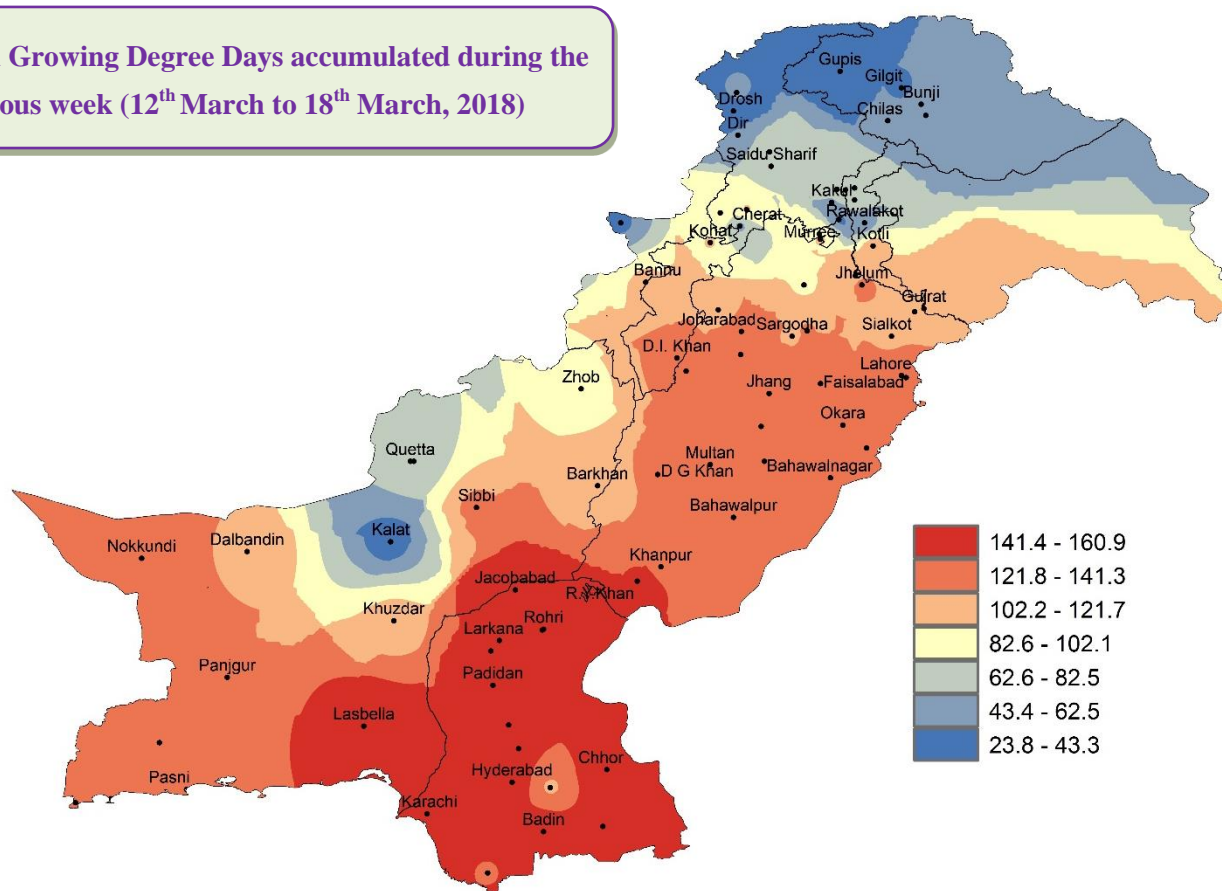 Growing Degree Days accumulated during the
ous week (12th March to 18th March, 2018)
Gupis
Gilgit
Bunji
Drosh
Chilas
Dir
Saidu Sharif
Kakul
Cherat
Rawalakot
Kohat
Murree
Kotli
Bannu
Jhelum
Gujrat
Joharabad
Sargodha
Sialkot
D.I. Khan
Lahore
Zhob
Jhang
Faisalabad
Okara
Quetta
Multan
Barkhan
D G Khan
Bahawalnagar
Sibbi
Bahawalpur
Kalat
Nokkundi
Dalbandin
Khanpur
Jacobabad
R.Y.Khan
Khuzdar
Larkana
Rohri
Panjgur
Padidan
Lasbella
Chhor
Pasni
Hyderabad
Karachi
Badin
141.4 - 160.9
121.8 - 141.3
102.2 - 121.7
82.6 - 102.1
62.6 - 82.5
43.4 - 62.5
23.8 - 43.3